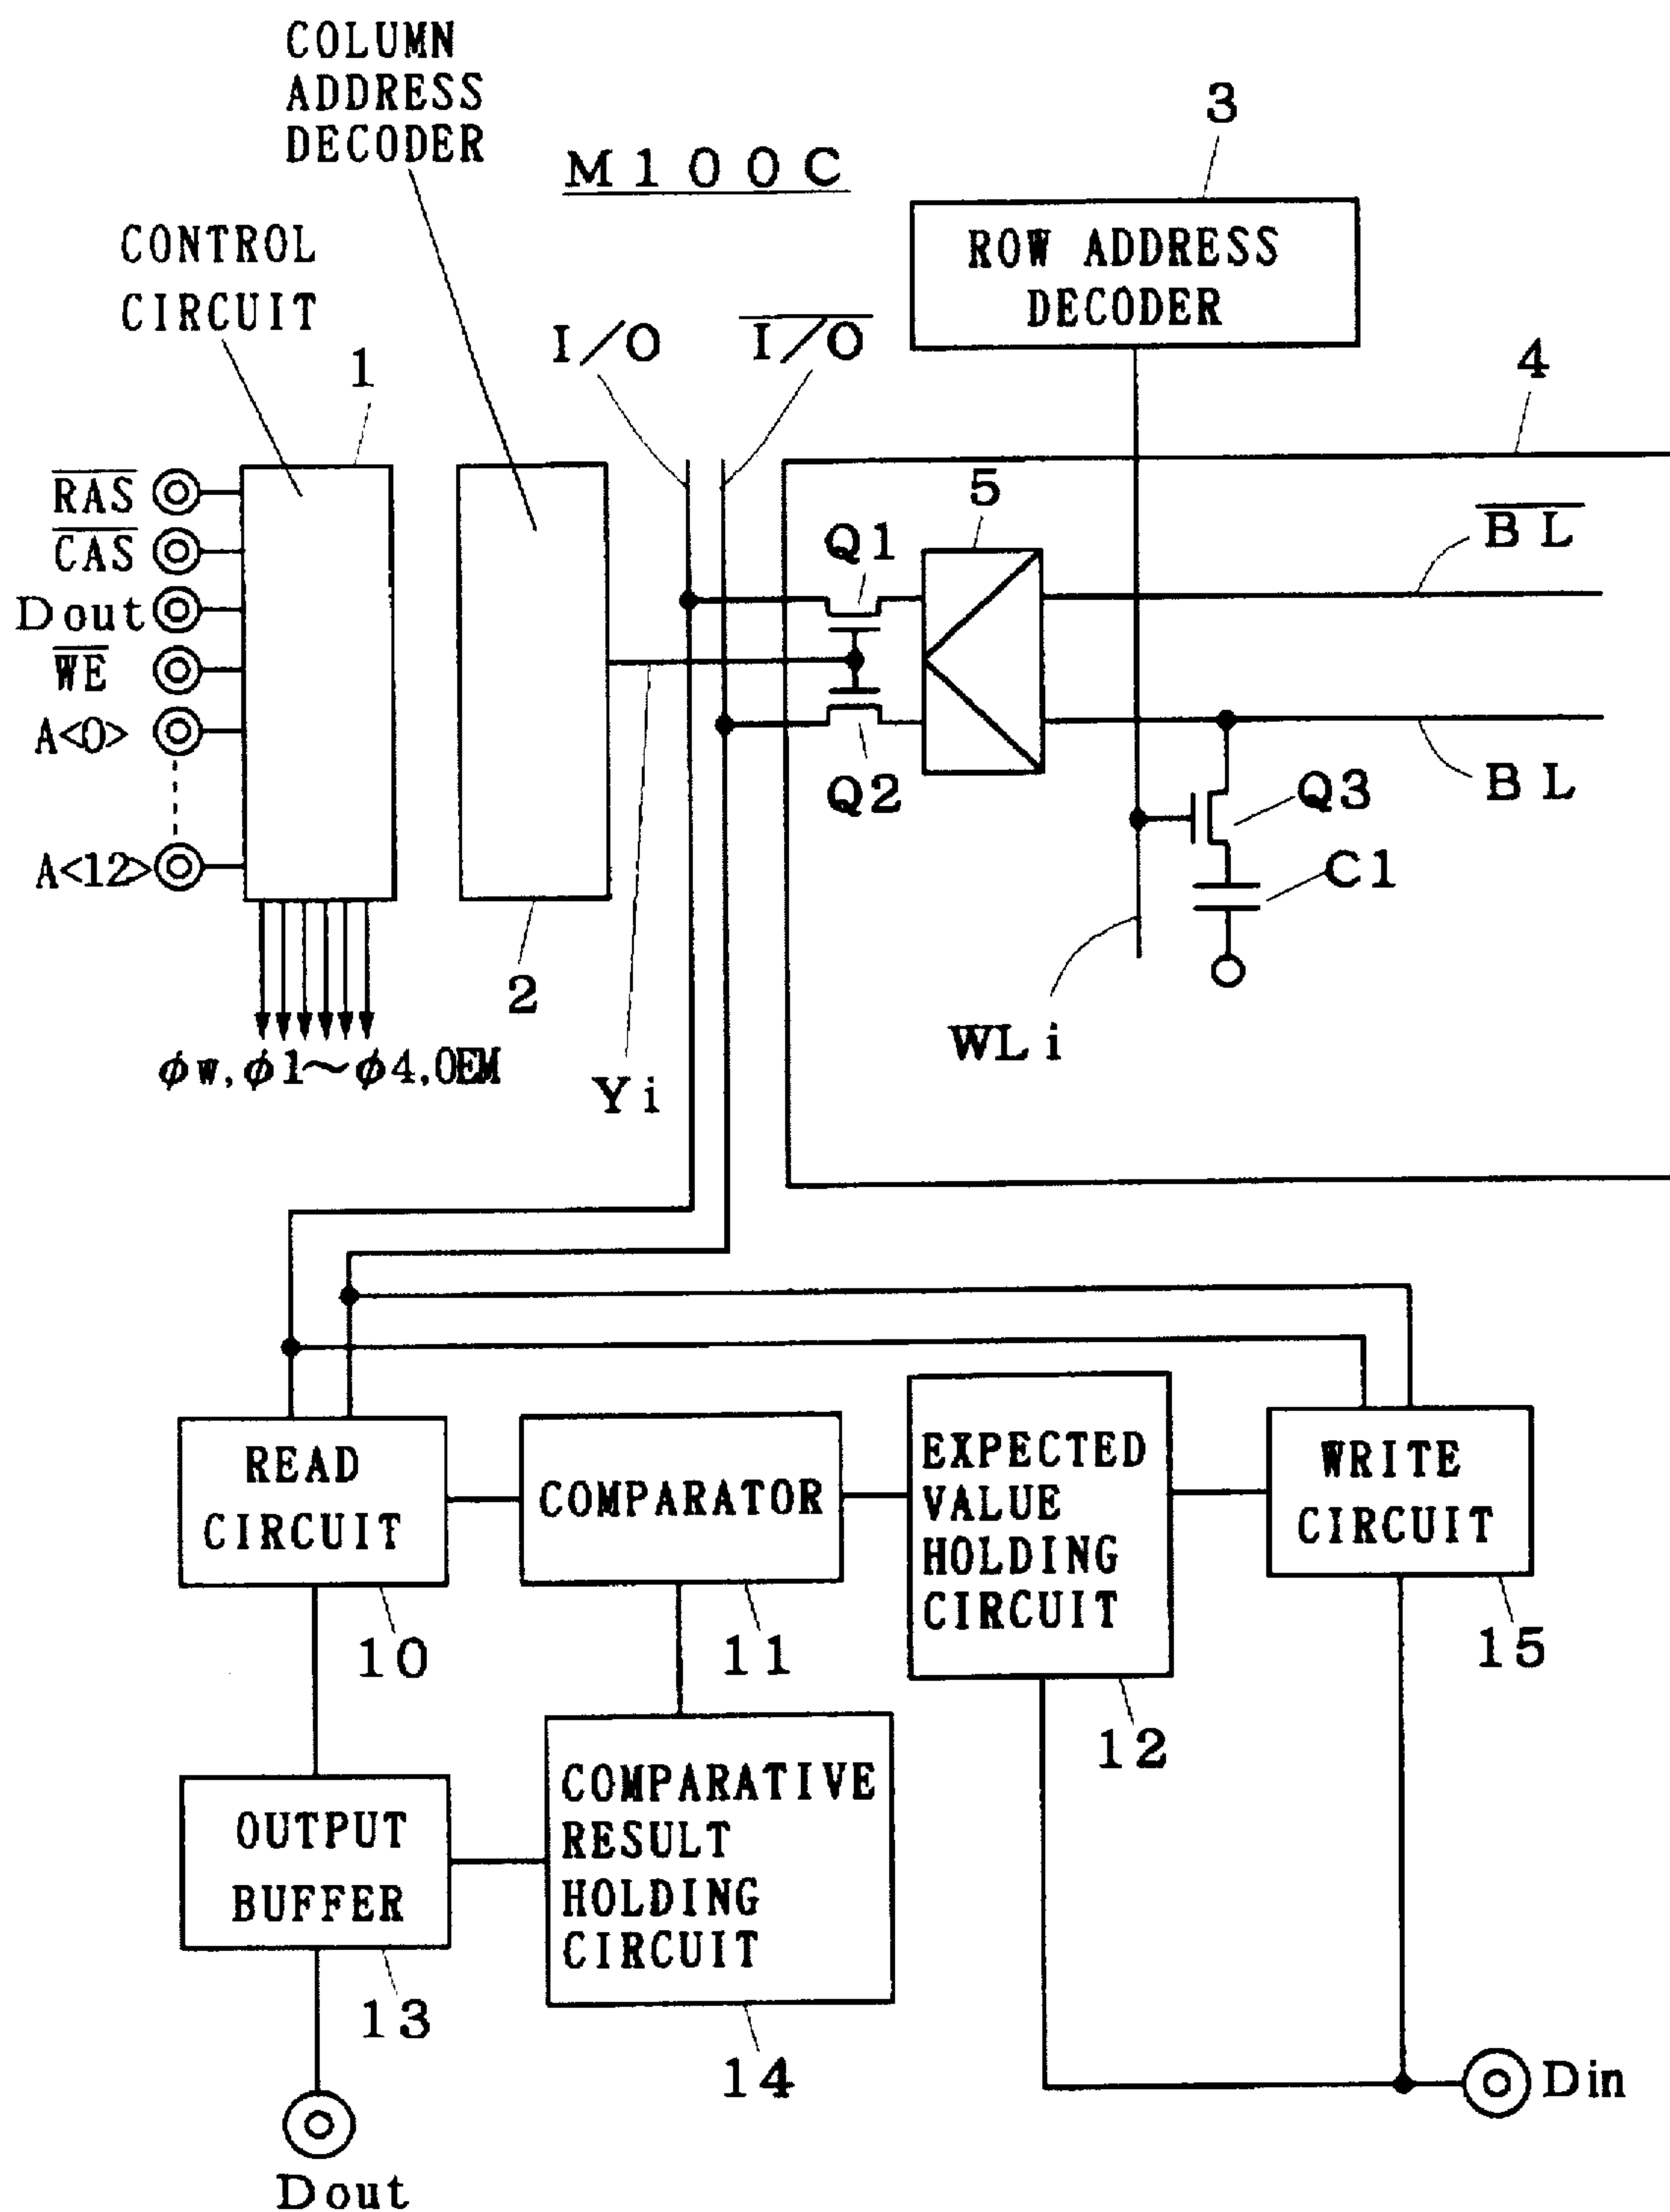 COLUMN
ADDRESS
DECODER
M100C
3
ROW ADDRESS
DECODER
CONTROL
CIRCUIT
1
I/O
I/O
4
RAS
CAS
Dout
WE
A<0>
A<12>
Q1
5
BL
Q2
BL
Q3
C1
2
WLi
Yi
φw,φ1~φ4,OEM
READ
CIRCUIT
10
COMPARATOR
11
EXPECTED
VALUE
HOLDING
CIRCUIT
12
WRITE
CIRCUIT
15
OUTPUT
BUFFER
13
COMPARATIVE
RESULT
HOLDING
CIRCUIT
14
Din
Dout